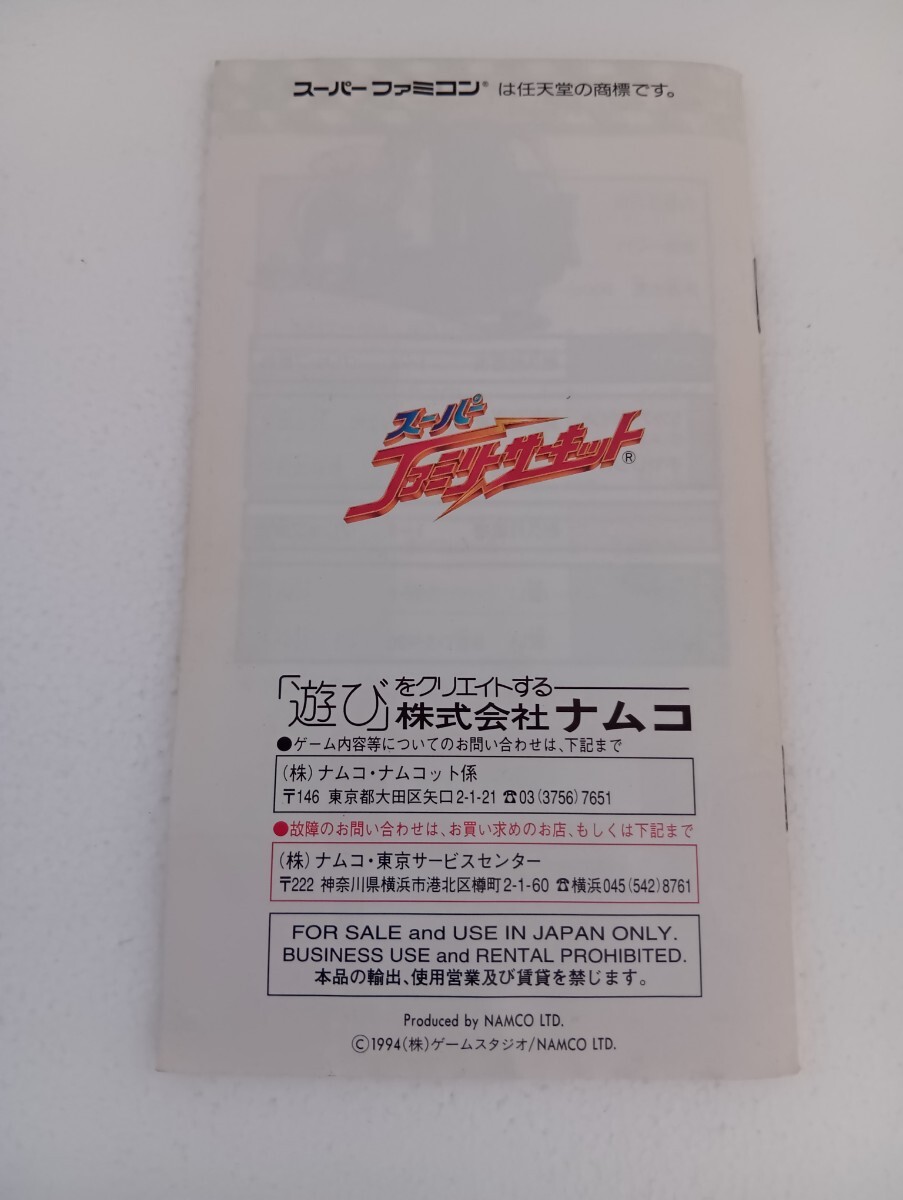 スーパーファミコン® は任天堂の商標です。
スーパー
ファミリーサーキット®
「遊び」をクリエイトする
株式会社ナムコ
●ゲーム内容等についてのお問い合わせは、下記まで
(株)ナムコ・ナムコット係
〒146 東京都大田区矢口2-1-21 ☎03(3756)7651
●故障のお問い合わせは、お買い求めのお店、もしくは下記まで
(株)ナムコ・東京サービスセンター
〒222 神奈川県横浜市港北区樽町2-1-60 ☎横浜045(542)8761
FOR SALE and USE IN JAPAN ONLY.
BUSINESS USE and RENTAL PROHIBITED.
本品の輸出、使用営業及び賃貸を禁じます。
Produced by NAMCO LTD.
©1994(株)ゲームスタジオ/NAMCO LTD.